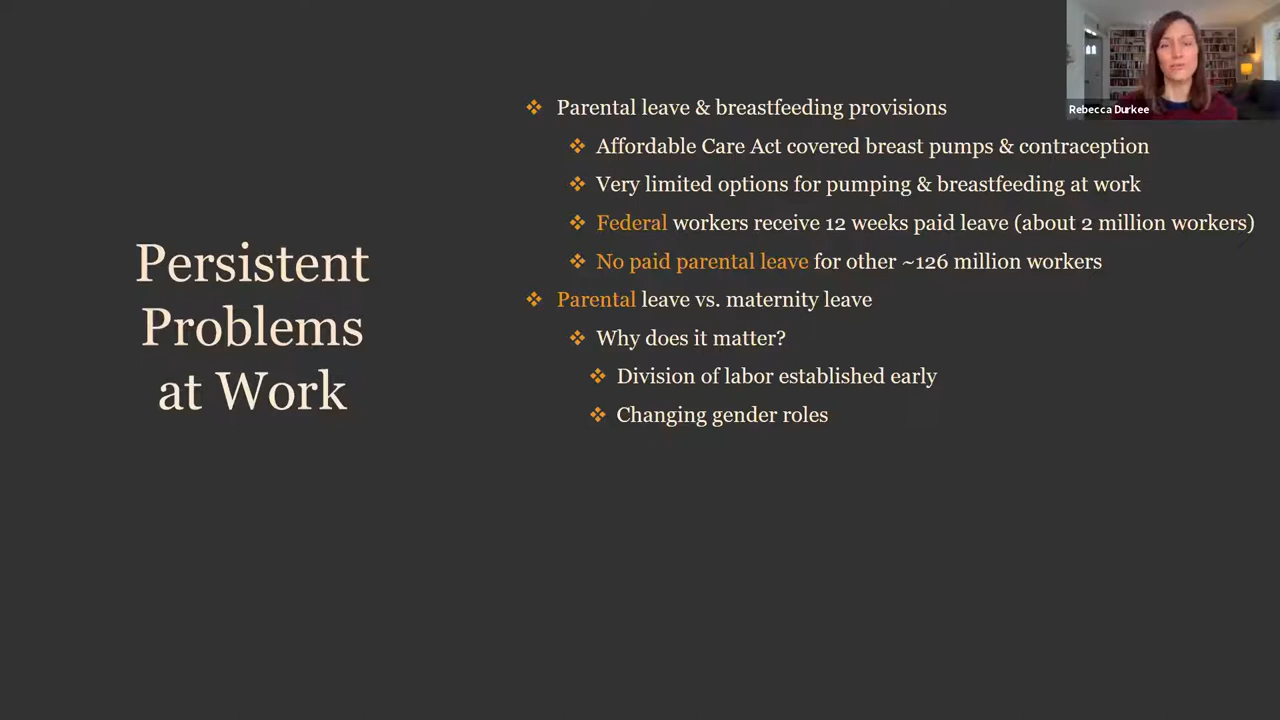 Persistent
Problems
at Work
Parental leave & breastfeeding provisions
Affordable Care Act covered breast pumps & contraception
Very limited options for pumping & breastfeeding at work
Federal workers receive 12 weeks paid leave (about 2 million workers)
No paid parental leave for other ~126 million workers
Parental leave vs. maternity leave
Why does it matter?
Division of labor established early
Changing gender roles
Rebecca Durkee